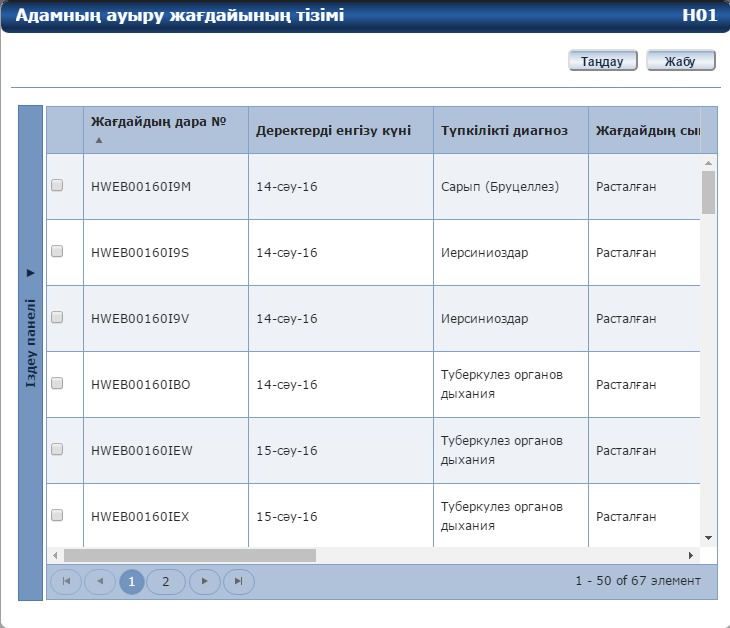 Адамның ауыру жағдайының тізімі H01
Таңдау Жабу
Жағдайдың дара № Деректерді енгізу күні Түпкілікті диагноз Жағдайдың сы
HWEB00160I9M 14-сәу-16 Сарып (Бруцеллез) Расталған
HWEB00160I9S 14-сәу-16 Иерсиниоздар Расталған
HWEB00160I9V 14-сәу-16 Иерсиниоздар Расталған
HWEB00160IBO 14-сәу-16 Туберкулез органов дыхания Расталған
HWEB00160IEW 15-сәу-16 Туберкулез органов дыхания Расталған
HWEB00160IEX 15-сәу-16 Туберкулез органов дыхания Расталған
Іздеу панелі
1 2 1 - 50 of 67 элемент